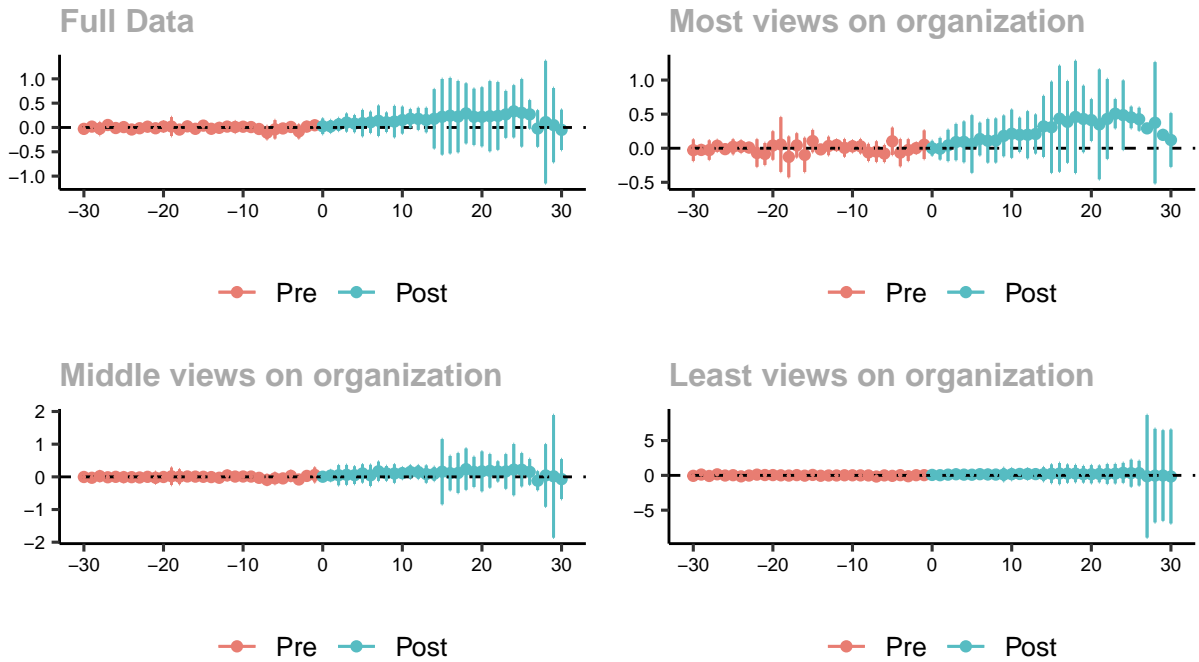 Full Data
1.0
0.5
0.0
−0.5
−1.0
−30 −20 −10 0 10 20 30
Pre Post
Most views on organization
1.0
0.5
0.0
−0.5
−30 −20 −10 0 10 20 30
Pre Post
Middle views on organization
2
1
0
−1
−2
−30 −20 −10 0 10 20 30
Pre Post
Least views on organization
5
0
−5
−30 −20 −10 0 10 20 30
Pre Post